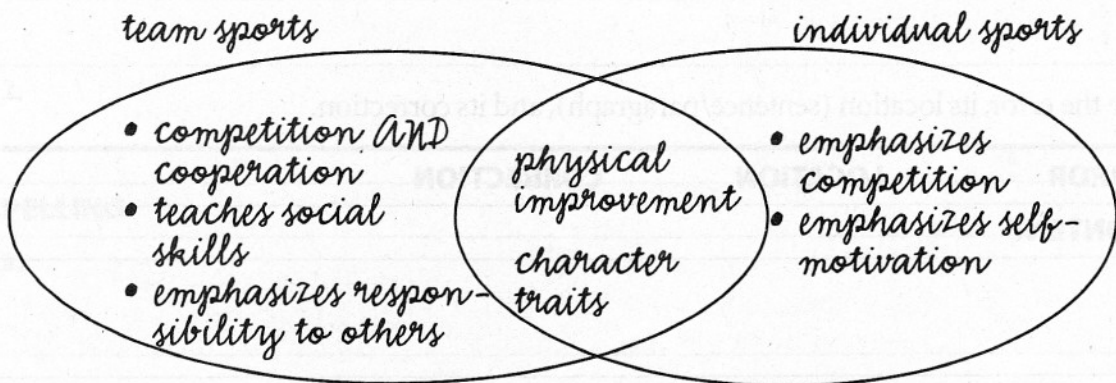 team sports
individual sports
• competition AND
cooperation
• teaches social
skills
• emphasizes respon-
sibility to others
physical
improvement
character
traits
• emphasizes
competition
• emphasizes self-
motivation